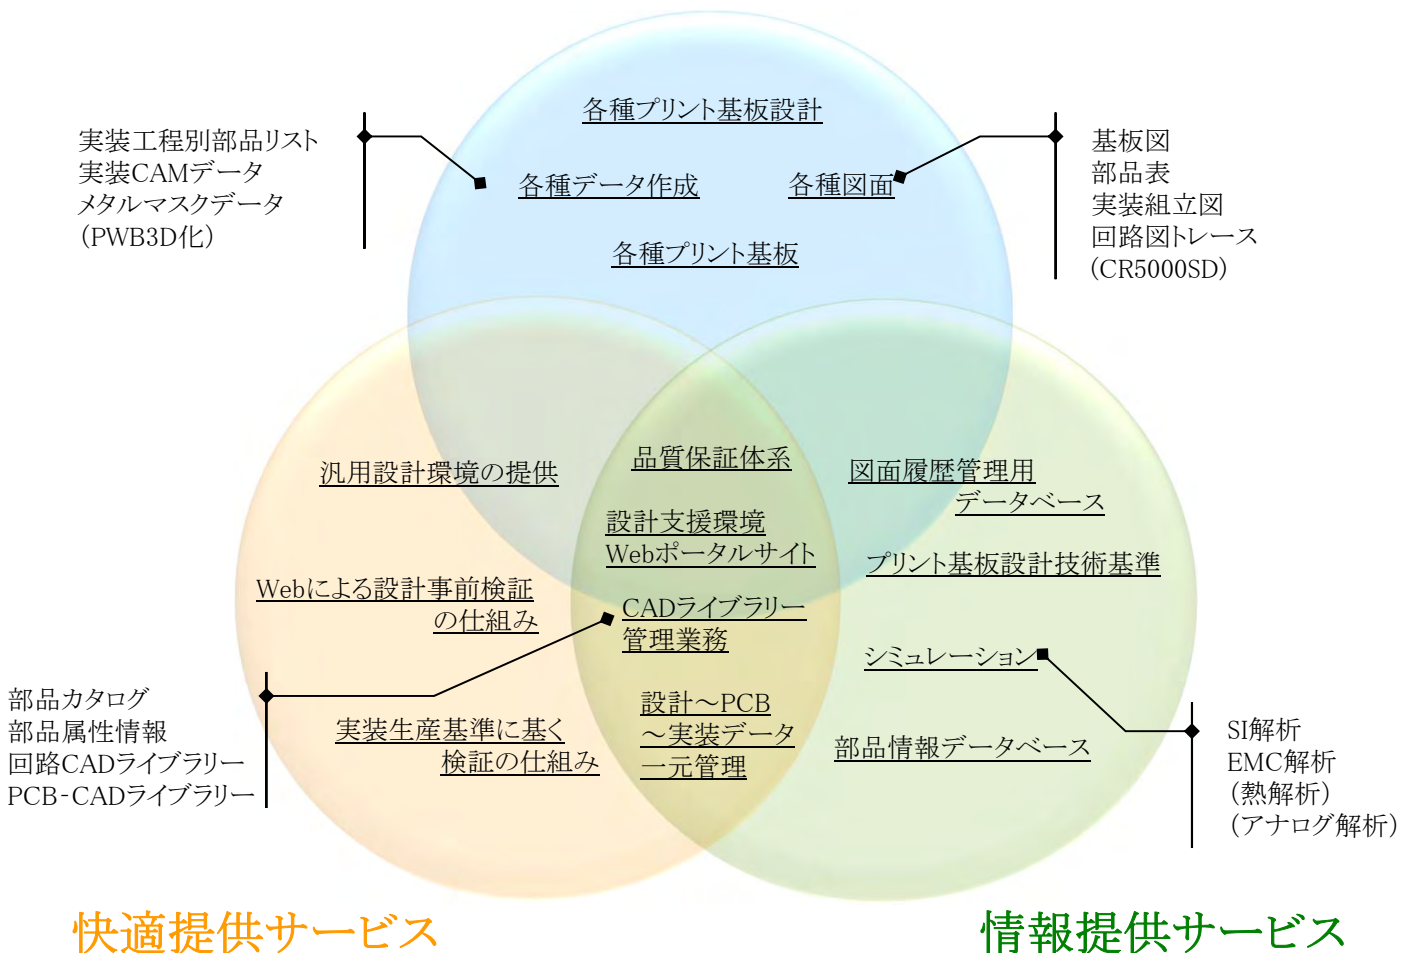 各種プリント基板設計
実装工程別部品リスト
実装CAMデータ
メタルマスクデータ
(PWB3D化)
各種データ作成
各種図面
基板図
部品表
実装組立図
回路図トレース
(CR5000SD)
各種プリント基板
汎用設計環境の提供
品質保証体系
図面履歴管理用
データベース
設計支援環境
Webポータルサイト
プリント基板設計技術基準
Webによる設計事前検証
の仕組み
CADライブラリー
管理業務
シミュレーション
部品カタログ
部品属性情報
回路CADライブラリー
PCB-CADライブラリー
実装生産基準に基く
検証の仕組み
設計~PCB
~実装データ
一元管理
部品情報データベース
SI解析
EMC解析
(熱解析)
(アナログ解析)
快適提供サービス
情報提供サービス